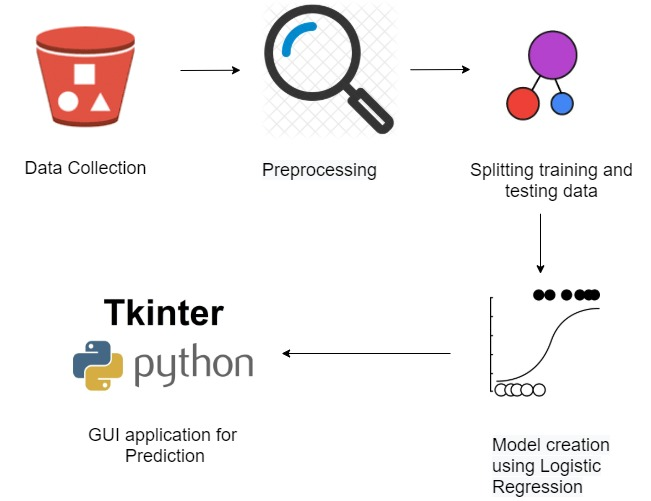 Data Collection
Preprocessing
Splitting training and
testing data
Tkinter
python
GUI application for
Prediction
Model creation
using Logistic
Regression